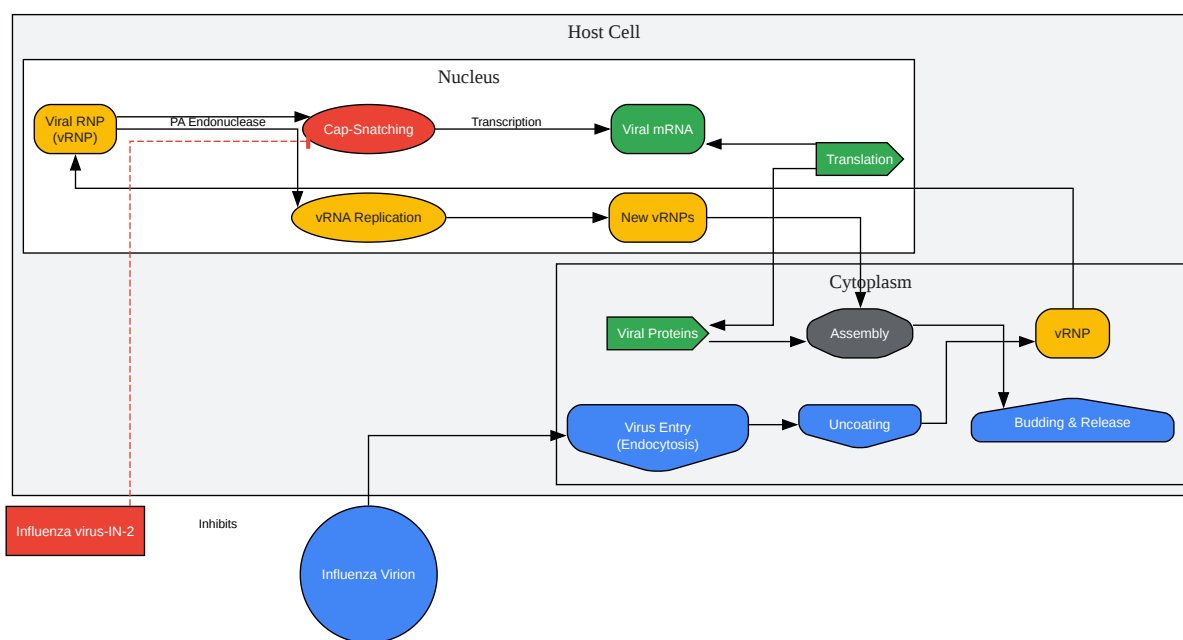 Host Cell
Nucleus
Viral RNP
(vRNP)
PA Endonuclease
Cap-Snatching
Transcription
Viral mRNA
Translation
vRNA Replication
New vRNPs
Cytoplasm
Viral Proteins
Assembly
vRNP
Virus Entry
(Endocytosis)
Uncoating
Budding & Release
Influenza virus-IN-2
Inhibits
Influenza Virion